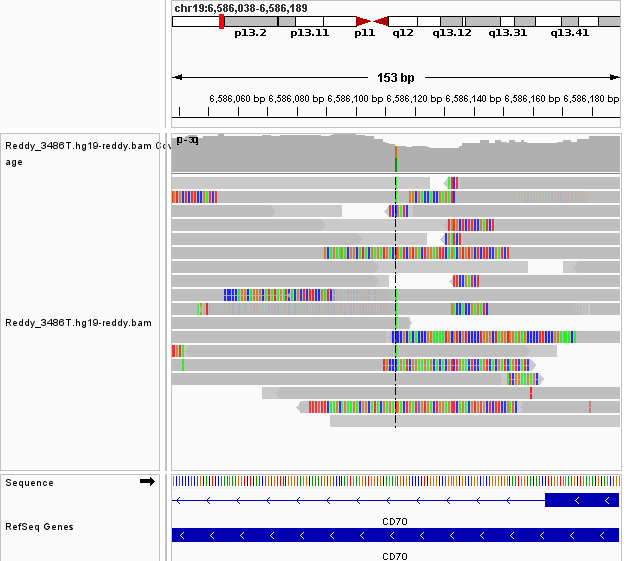 chr19:6,586,038-6,586,189
p13.2 p13.11 p11 q12 q13.12 q13.31 q13.41
153 bp
6,586,060 bp 6,586,080 bp 6,586,100 bp 6,586,120 bp 6,586,140 bp 6,586,160 bp 6,586,180 bp
Reddy_3486T.hg19-reddy.bam Cov
age
Reddy_3486T.hg19-reddy.bam
Sequence
CD70
RefSeq Genes
CD70